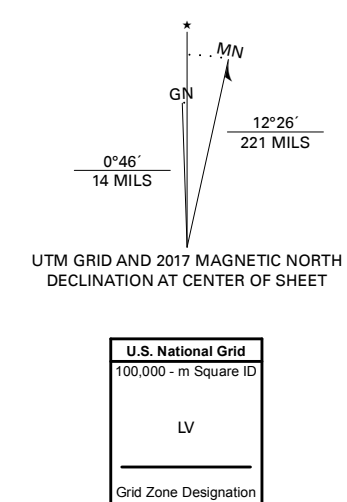 ★
MN
GN
12°26´
221 MILS
0°46´
14 MILS
UTM GRID AND 2017 MAGNETIC NORTH
DECLINATION AT CENTER OF SHEET
U.S. National Grid
100,000 - m Square ID
LV
Grid Zone Designation